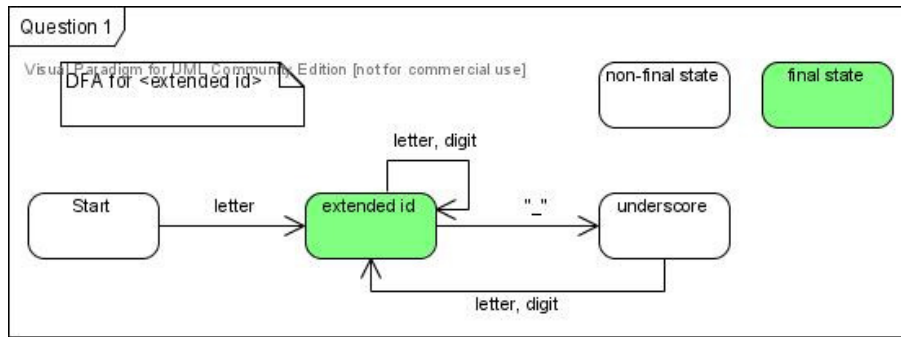 Question 1
Visual Paradigm for UML Community Edition [not for commercial use]
DFA for <extended id>
non-final state
final state
letter, digit
Start
letter
extended id
"_"
underscore
letter, digit